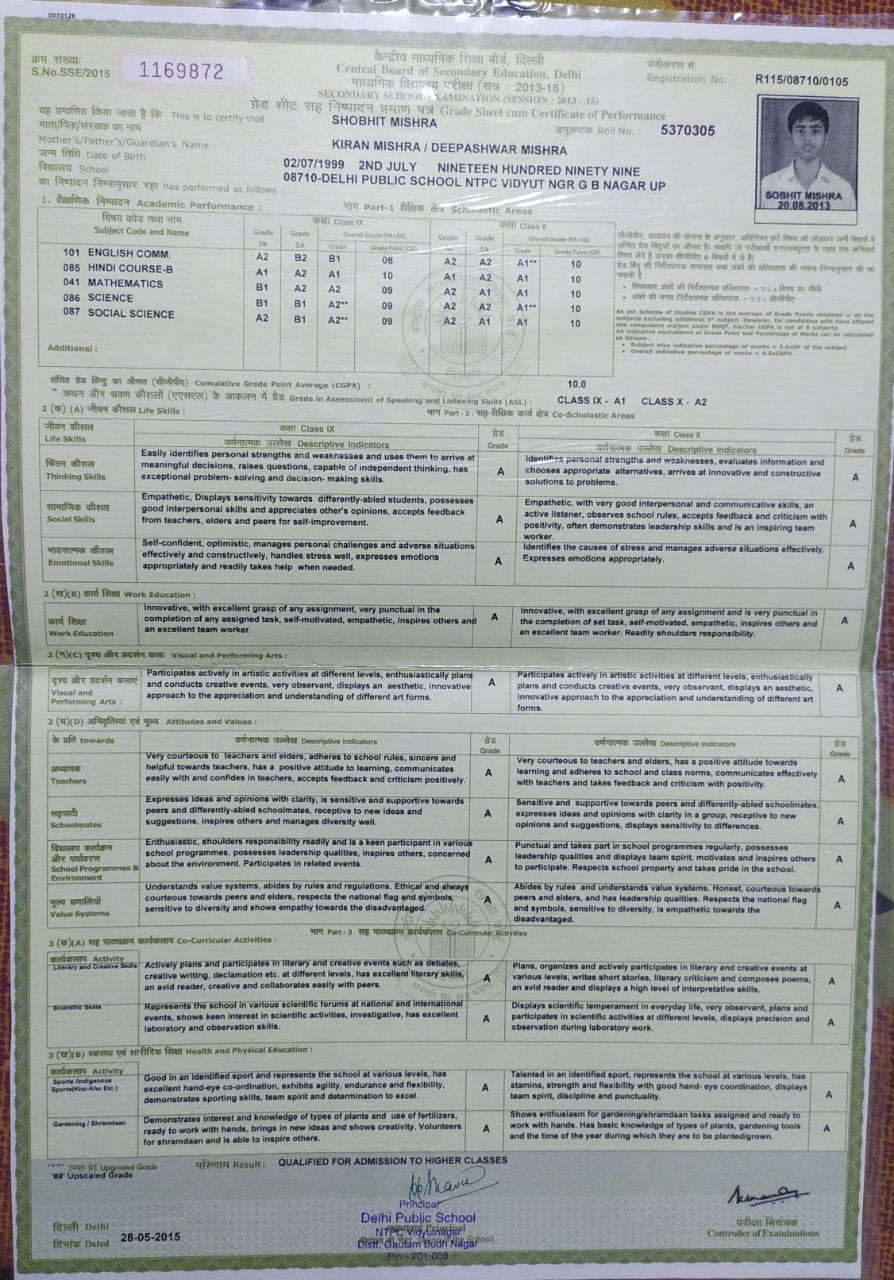 0070128
क्रम संख्या/
S.No.SSE/2015 1169872
केन्द्रीय माध्यमिक शिक्षा बोर्ड, दिल्ली
Central Board of Secondary Education, Delhi
माध्यमिक विद्यालय परीक्षा (सत्र : 2013-15)
SECONDARY SCHOOL EXAMINATION (SESSION : 2013 - 15)
ग्रेड शीट सह निष्पादन प्रमाण पत्र Grade Sheet cum Certificate of Performance
पंजीकरण सं.
Registration No. : R115/08710/0105
यह प्रमाणित किया जाता है कि This is to certify that SHOBHIT MISHRA
अनुक्रमांक Roll No. : 5370305
माता/पिता/संरक्षक का नाम
Mother's/Father's/Guardian's Name KIRAN MISHRA / DEEPASHWAR MISHRA
जन्म तिथि Date of Birth 02/07/1999 2ND JULY NINETEEN HUNDRED NINETY NINE
विद्यालय School 08710-DELHI PUBLIC SCHOOL NTPC VIDYUT NGR G B NAGAR UP
का निष्पादन निम्नानुसार रहा has performed as follows :
SOBHIT MISHRA
20.08.2013
1. शैक्षणिक निष्पादन Academic Performance : भाग Part-1 शैक्षिक क्षेत्र Scholastic Areas
विषय कोड तथा नाम कक्षा Class IX कक्षा Class X
Subject Code and Name Grade Grade Overall Grade (FA+SA) Grade Grade Overall Grade (FA+SA)
FA SA Grade Grade Point (GP) FA SA Grade Grade Point (GP)
101 ENGLISH COMM. A2 B2 B1 08 A2 A2 A1** 10
085 HINDI COURSE-B A1 A2 A1 10 A1 A2 A1 10
041 MATHEMATICS B1 A2 A2 09 A2 A1 A1 10
086 SCIENCE B1 B1 A2** 09 A2 A2 A1** 10
087 SOCIAL SCIENCE A2 B1 A2** 09 A2 A1 A1 10
Additional :
As per Scheme of Studies CGPA is the average of Grade Points obtained in all the
subjects excluding additional 6th subject. However, for candidates who have offered
one compulsory subject under NSQF, his/her CGPA is out of 6 subjects.
An indicative equivalence of Grade Point and Percentage of Marks can be calculated
as follows :
• Subject wise indicative percentage of marks = 9.5xGP of the subject
• Overall indicative percentage of marks = 9.5xCGPA
संचित ग्रेड बिन्दु का औसत (सीजीपीए) Cumulative Grade Point Average (CGPA) : 10.0
* कथन और श्रवण कौशलों (एएसएल) के आकलन में ग्रेड Grade in Assessment of Speaking and Listening Skills (ASL) : CLASS IX - A1 CLASS X - A2
2 (क) (A) जीवन कौशल Life Skills : भाग Part-2 : सह-शैक्षिक कार्य क्षेत्र Co-Scholastic Areas
जीवन कौशल कक्षा Class IX ग्रेड कक्षा Class X ग्रेड
Life Skills वर्णनात्मक उल्लेख Descriptive Indicators Grade वर्णनात्मक उल्लेख Descriptive Indicators Grade
चिंतन कौशल
Thinking Skills
Easily identifies personal strengths and weaknesses and uses them to arrive at
meaningful decisions, raises questions, capable of independent thinking, has
exceptional problem- solving and decision- making skills.
A
Identifies personal strengths and weaknesses, evaluates information and
chooses appropriate alternatives, arrives at innovative and constructive
solutions to problems.
A
सामाजिक कौशल
Social Skills
Empathetic, Displays sensitivity towards differently-abled students, possesses
good interpersonal skills and appreciates other's opinions, accepts feedback
from teachers, elders and peers for self-improvement.
A
Empathetic, with very good interpersonal and communicative skills, an
active listener, observes school rules, accepts feedback and criticism with
positivity, often demonstrates leadership skills and is an inspiring team
worker.
A
भावनात्मक कौशल
Emotional Skills
Self-confident, optimistic, manages personal challenges and adverse situations
effectively and constructively, handles stress well, expresses emotions
appropriately and readily takes help when needed.
A
Identifies the causes of stress and manages adverse situations effectively.
Expresses emotions appropriately.
A
2 (ख)(B) कार्य शिक्षा Work Education :
कार्य शिक्षा
Work Education
Innovative, with excellent grasp of any assignment, very punctual in the
completion of any assigned task, self-motivated, empathetic, inspires others and
an excellent team worker.
A
Innovative, with excellent grasp of any assignment and is very punctual in
the completion of set task, self-motivated, empathetic, inspires others and
an excellent team worker. Readily shoulders responsibility.
A
2 (ग)(C) दृश्य और प्रदर्शन कला Visual and Performing Arts :
दृश्य और प्रदर्शन कलाएं
Visual and
Performing Arts :
Participates actively in artistic activities at different levels, enthusiastically plans
and conducts creative events, very observant, displays an aesthetic, innovative
approach to the appreciation and understanding of different art forms.
A
Participates actively in artistic activities at different levels, enthusiastically
plans and conducts creative events, very observant, displays an aesthetic,
innovative approach to the appreciation and understanding of different art
forms.
A
2 (घ)(D) अभिवृत्तियां एवं मूल्य Attitudes and Values :
के प्रति towards वर्णनात्मक उल्लेख Descriptive Indicators ग्रेड Grade वर्णनात्मक उल्लेख Descriptive Indicators ग्रेड Grade
अध्यापक
Teachers
Very courteous to teachers and elders, adheres to school rules, sincere and
helpful towards teachers, has a positive attitude to learning, communicates
easily with and confides in teachers, accepts feedback and criticism positively.
A
Very courteous to teachers and elders, has a positive attitude towards
learning and adheres to school and class norms, communicates effectively
with teachers and takes feedback and criticism with positivity.
A
सहपाठी
Schoolmates
Expresses ideas and opinions with clarity, is sensitive and supportive towards
peers and differently-abled schoolmates, receptive to new ideas and
suggestions, inspires others and manages diversity well.
A
Sensitive and supportive towards peers and differently-abled schoolmates,
expresses ideas and opinions with clarity in a group, receptive to new
opinions and suggestions, displays sensitivity to differences.
A
विद्यालय कार्यक्रम
और पर्यावरण
School Programmes &
Environment
Enthusiastic, shoulders responsibility readily and is a keen participant in various
school programmes, possesses leadership qualities, inspires others, concerned
about the environment. Participates in related events.
A
Punctual and takes part in school programmes regularly, possesses
leadership qualities and displays team spirit, motivates and inspires others
to participate. Respects school property and takes pride in the school.
A
मूल्य प्रणालियाँ
Value Systems
Understands value systems, abides by rules and regulations. Ethical and always
courteous towards peers and elders, respects the national flag and symbols,
sensitive to diversity and shows empathy towards the disadvantaged.
A
Abides by rules and understands value systems. Honest, courteous towards
peers and elders, and has leadership qualities. Respects the national flag
and symbols, sensitive to diversity, is empathetic towards the
disadvantaged.
A
भाग Part - 3 सह पाठ्यक्रम कार्यकलाप Co-Curricular Activities
3 (क)(A) सह पाठ्यक्रम कार्यकलाप Co-Curricular Activities :
कार्यकलाप Activity
Literary and Creative Skills
Actively plans and participates in literary and creative events such as debates,
creative writing, declamation etc. at different levels, has excellent literary skills,
an avid reader, creative and collaborates easily with peers.
A
Plans, organizes and actively participates in literary and creative events at
various levels, writes short stories, literary criticism and composes poems,
an avid reader and displays a high level of interpretative skills.
A
Scientific Skills
Represents the school in various scientific forums at national and international
events, shows keen interest in scientific activities, investigative, has excellent
laboratory and observation skills.
A
Displays scientific temperament in everyday life, very observant, plans and
participates in scientific activities at different levels, displays precision and
observation during laboratory work.
A
3 (ख)(B) स्वास्थ्य एवं शारीरिक शिक्षा Health and Physical Education :
कार्यकलाप Activity
Sports /Indigenous
Sports(Kho-Kho Etc.)
Good in an identified sport and represents the school at various levels, has
excellent hand-eye co-ordination, exhibits agility, endurance and flexibility,
demonstrates sporting skills, team spirit and determination to excel.
A
Talented in an identified sport, represents the school at various levels, has
stamina, strength and flexibility with good hand- eye coordination, displays
team spirit, discipline and punctuality.
A
Gardening / Shramdaan
Demonstrates interest and knowledge of types of plants and use of fertilizers,
ready to work with hands, brings in new ideas and shows creativity. Volunteers
for shramdaan and is able to inspire others.
A
Shows enthusiasm for gardening/shramdaan tasks assigned and ready to
work with hands. Has basic knowledge of types of plants, gardening tools
and the time of the year during which they are to be planted/grown.
A
Upgraded Grade परिणाम Result : QUALIFIED FOR ADMISSION TO HIGHER CLASSES
'##' Upscaled Grade
Principal
Delhi Public School
NTPC Vidyutnagar
Distt. Gautam Budh Nagar
Pin - 201 008
दिल्ली Delhi
दिनांक Dated 28-05-2015
परीक्षा नियंत्रक
Controller of Examinations